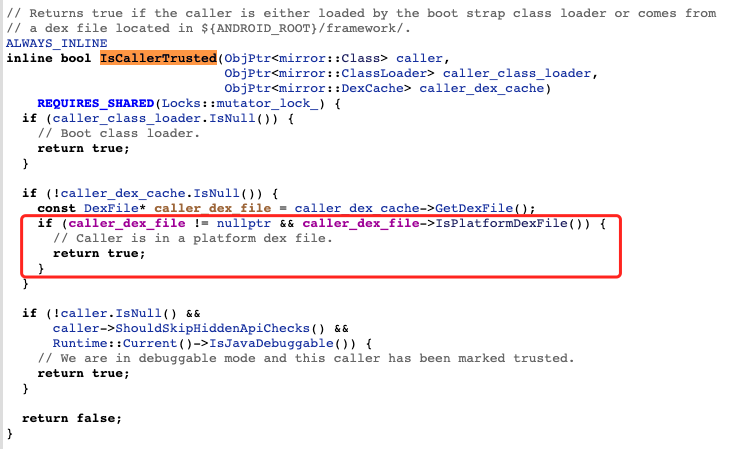 // Returns true if the caller is either loaded by the boot strap class loader or comes from
// a dex file located in ${ANDROID_ROOT}/framework/.
ALWAYS_INLINE
inline bool IsCallerTrusted(ObjPtr<mirror::Class> caller,
                            ObjPtr<mirror::ClassLoader> caller_class_loader,
                            ObjPtr<mirror::DexCache> caller_dex_cache)
    REQUIRES_SHARED(Locks::mutator_lock_) {
  if (caller_class_loader.IsNull()) {
    // Boot class loader.
    return true;
  }

  if (!caller_dex_cache.IsNull()) {
    const DexFile* caller_dex_file = caller_dex_cache->GetDexFile();
    if (caller_dex_file != nullptr && caller_dex_file->IsPlatformDexFile()) {
      // Caller is in a platform dex file.
      return true;
    }
  }

  if (!caller.IsNull() &&
      caller->ShouldSkipHiddenApiChecks() &&
      Runtime::Current()->IsJavaDebuggable()) {
    // We are in debuggable mode and this caller has been marked trusted.
    return true;
  }

  return false;
}